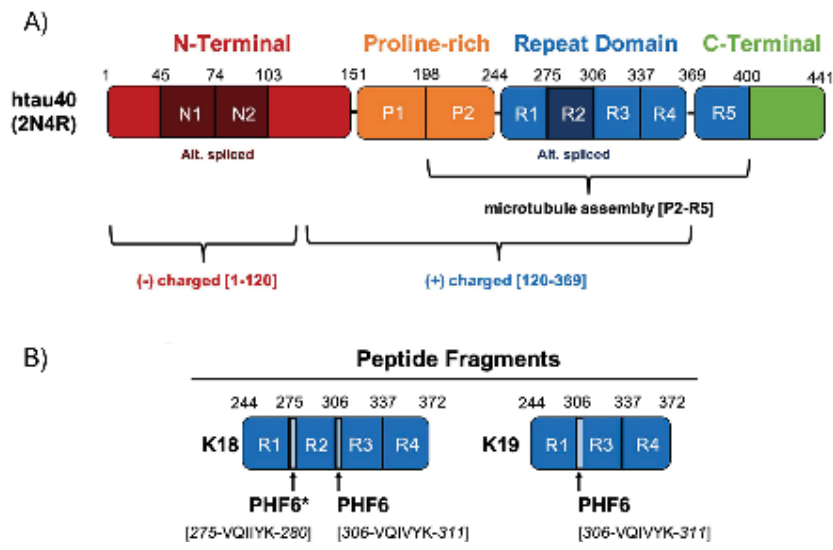 A)
N-Terminal Proline-rich Repeat Domain C-Terminal
1 45 74 103 151 198 244 275 306 337 369 400 441
htau40
(2N4R)
N1 N2 P1 P2 R1 R2 R3 R4 R5
Alt. spliced Alt. spliced
microtubule assembly [P2-R5]
(-) charged [1-120] (+) charged [120-369]
B)
Peptide Fragments
244 275 306 337 372 244 306 337 372
K18 R1 R2 R3 R4 K19 R1 R3 R4
PHF6* PHF6 PHF6
[275-VQIIYK-280] [306-VQIVYK-311] [306-VQIVYK-311]